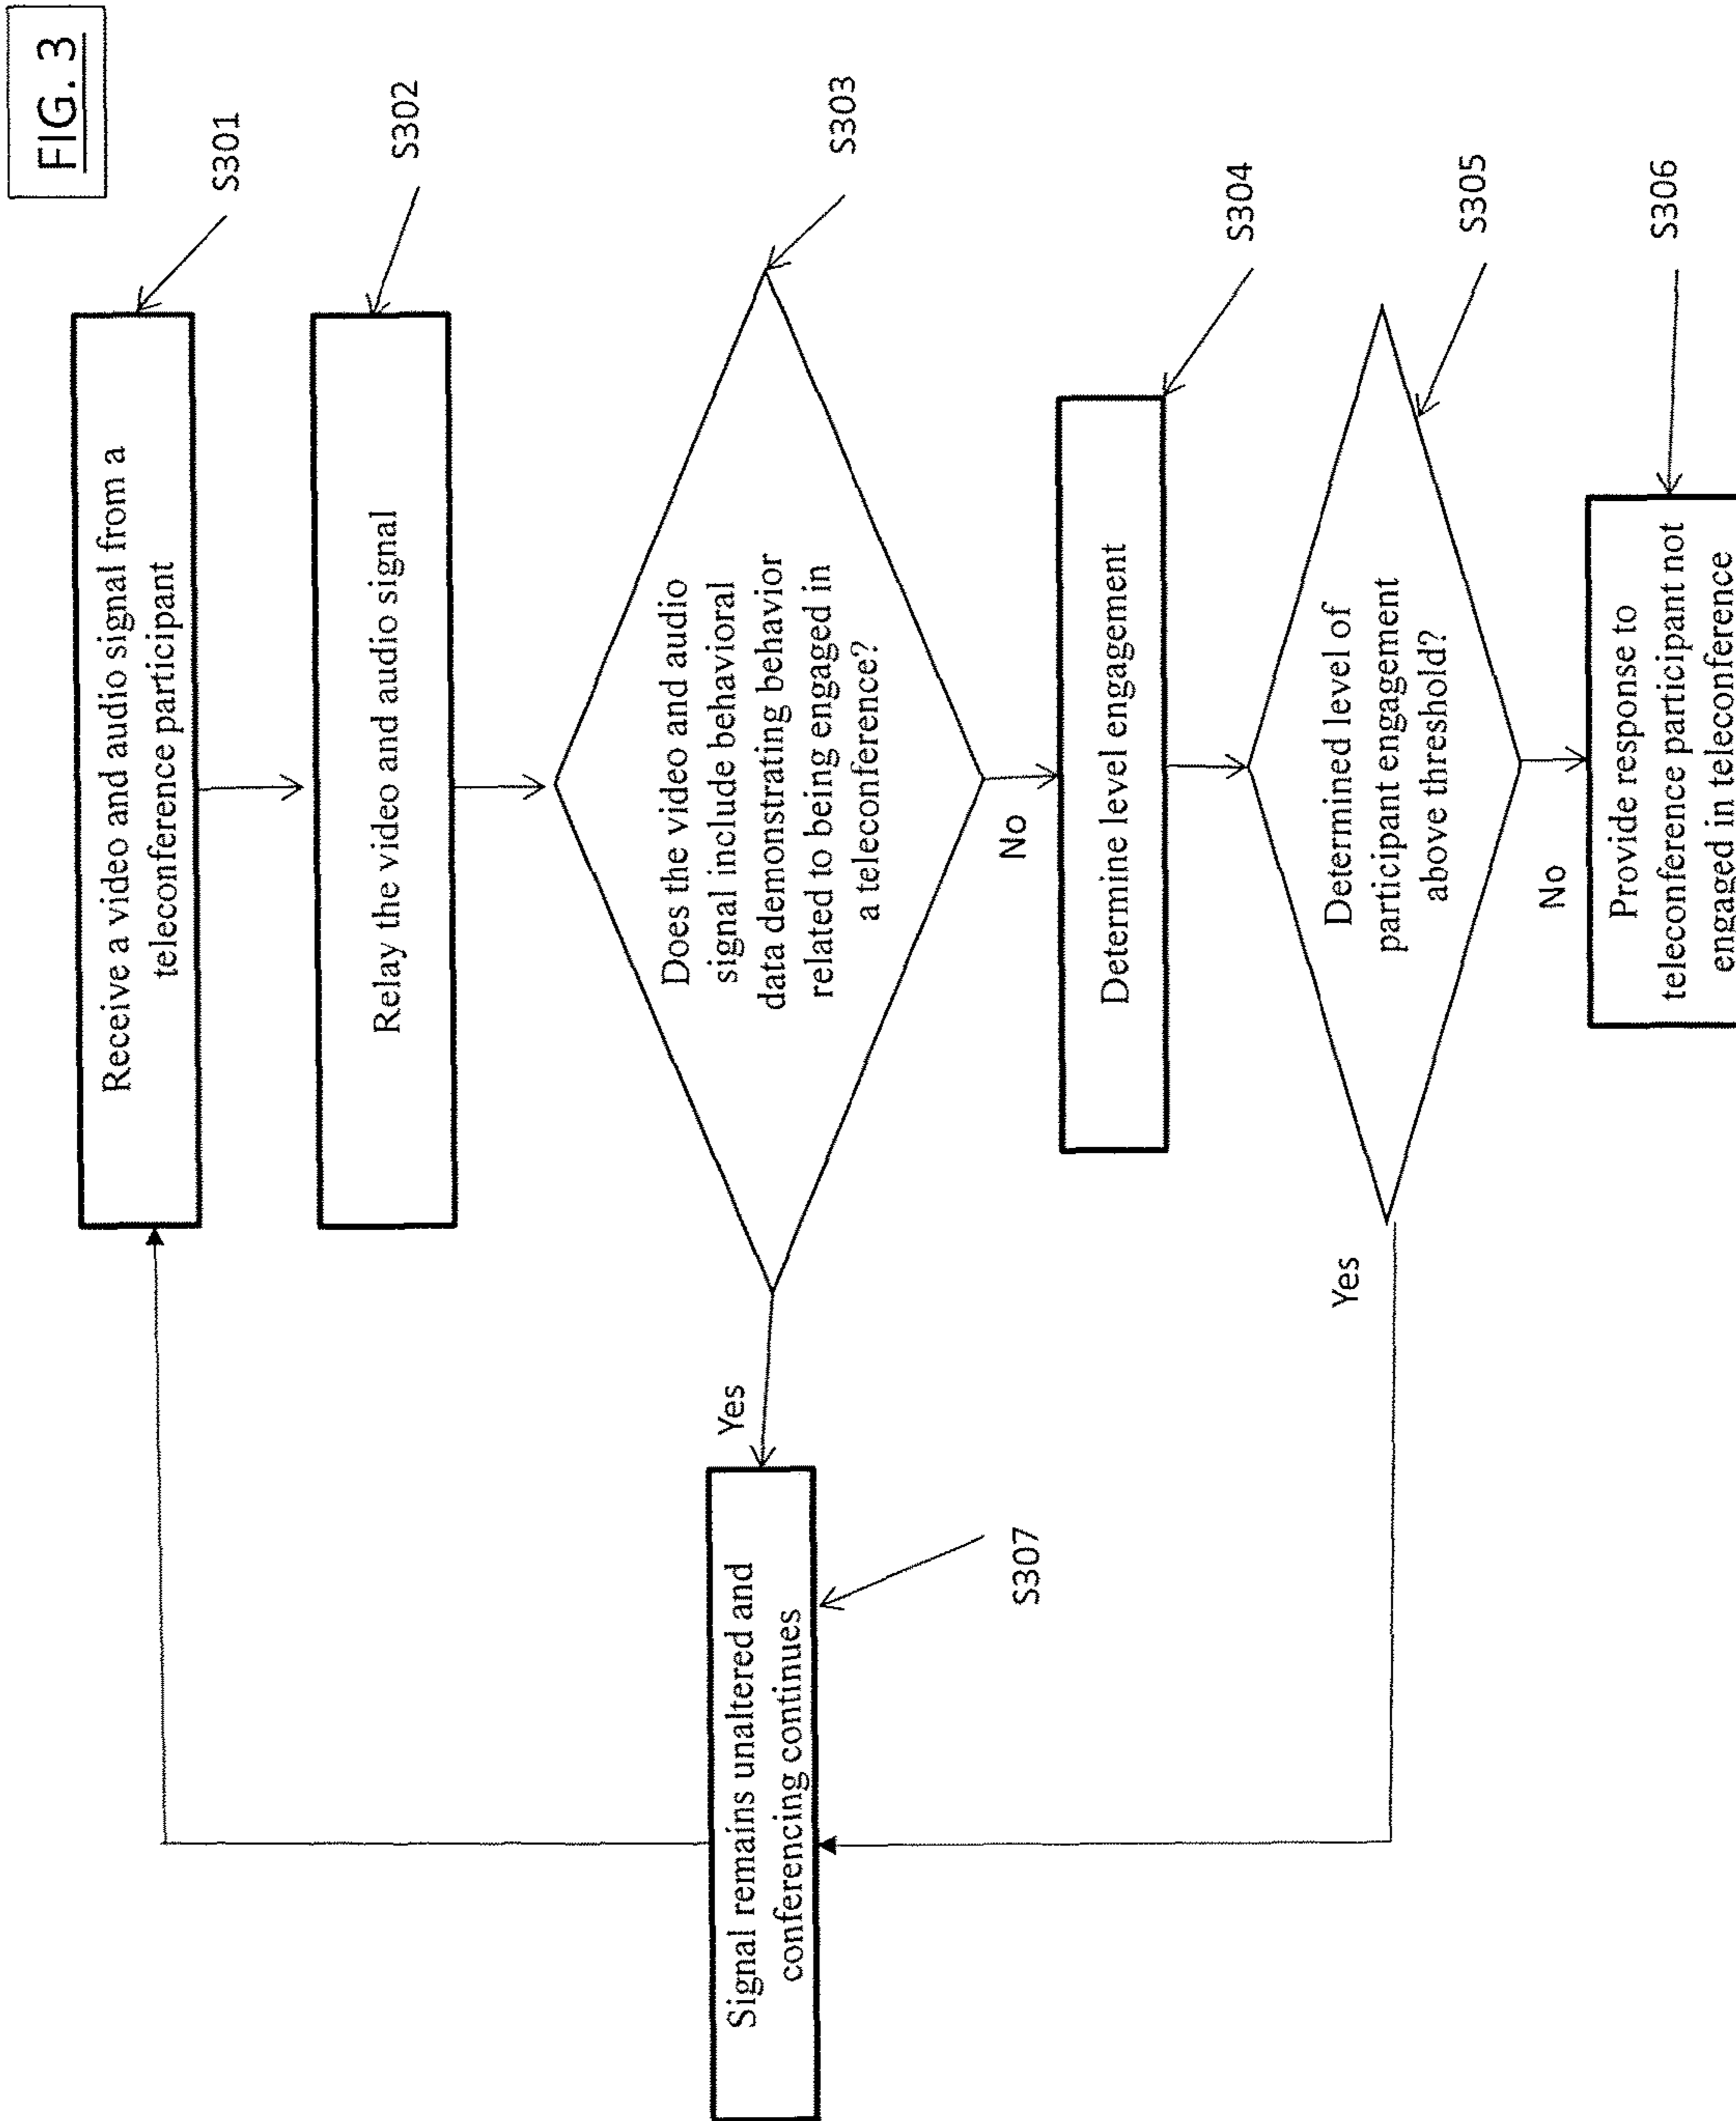 FIG. 3
Receive a video and audio signal from a
teleconference participant
S301
Relay the video and audio signal
S302
Does the video and audio
signal include behavioral
data demonstrating behavior
related to being engaged in
a teleconference?
S303
Yes
No
Signal remains unaltered and
conferencing continues
S307
Determine level engagement
S304
Determined level of
participant engagement
above threshold?
S305
Yes
No
Provide response to
teleconference participant not
engaged in teleconference
S306